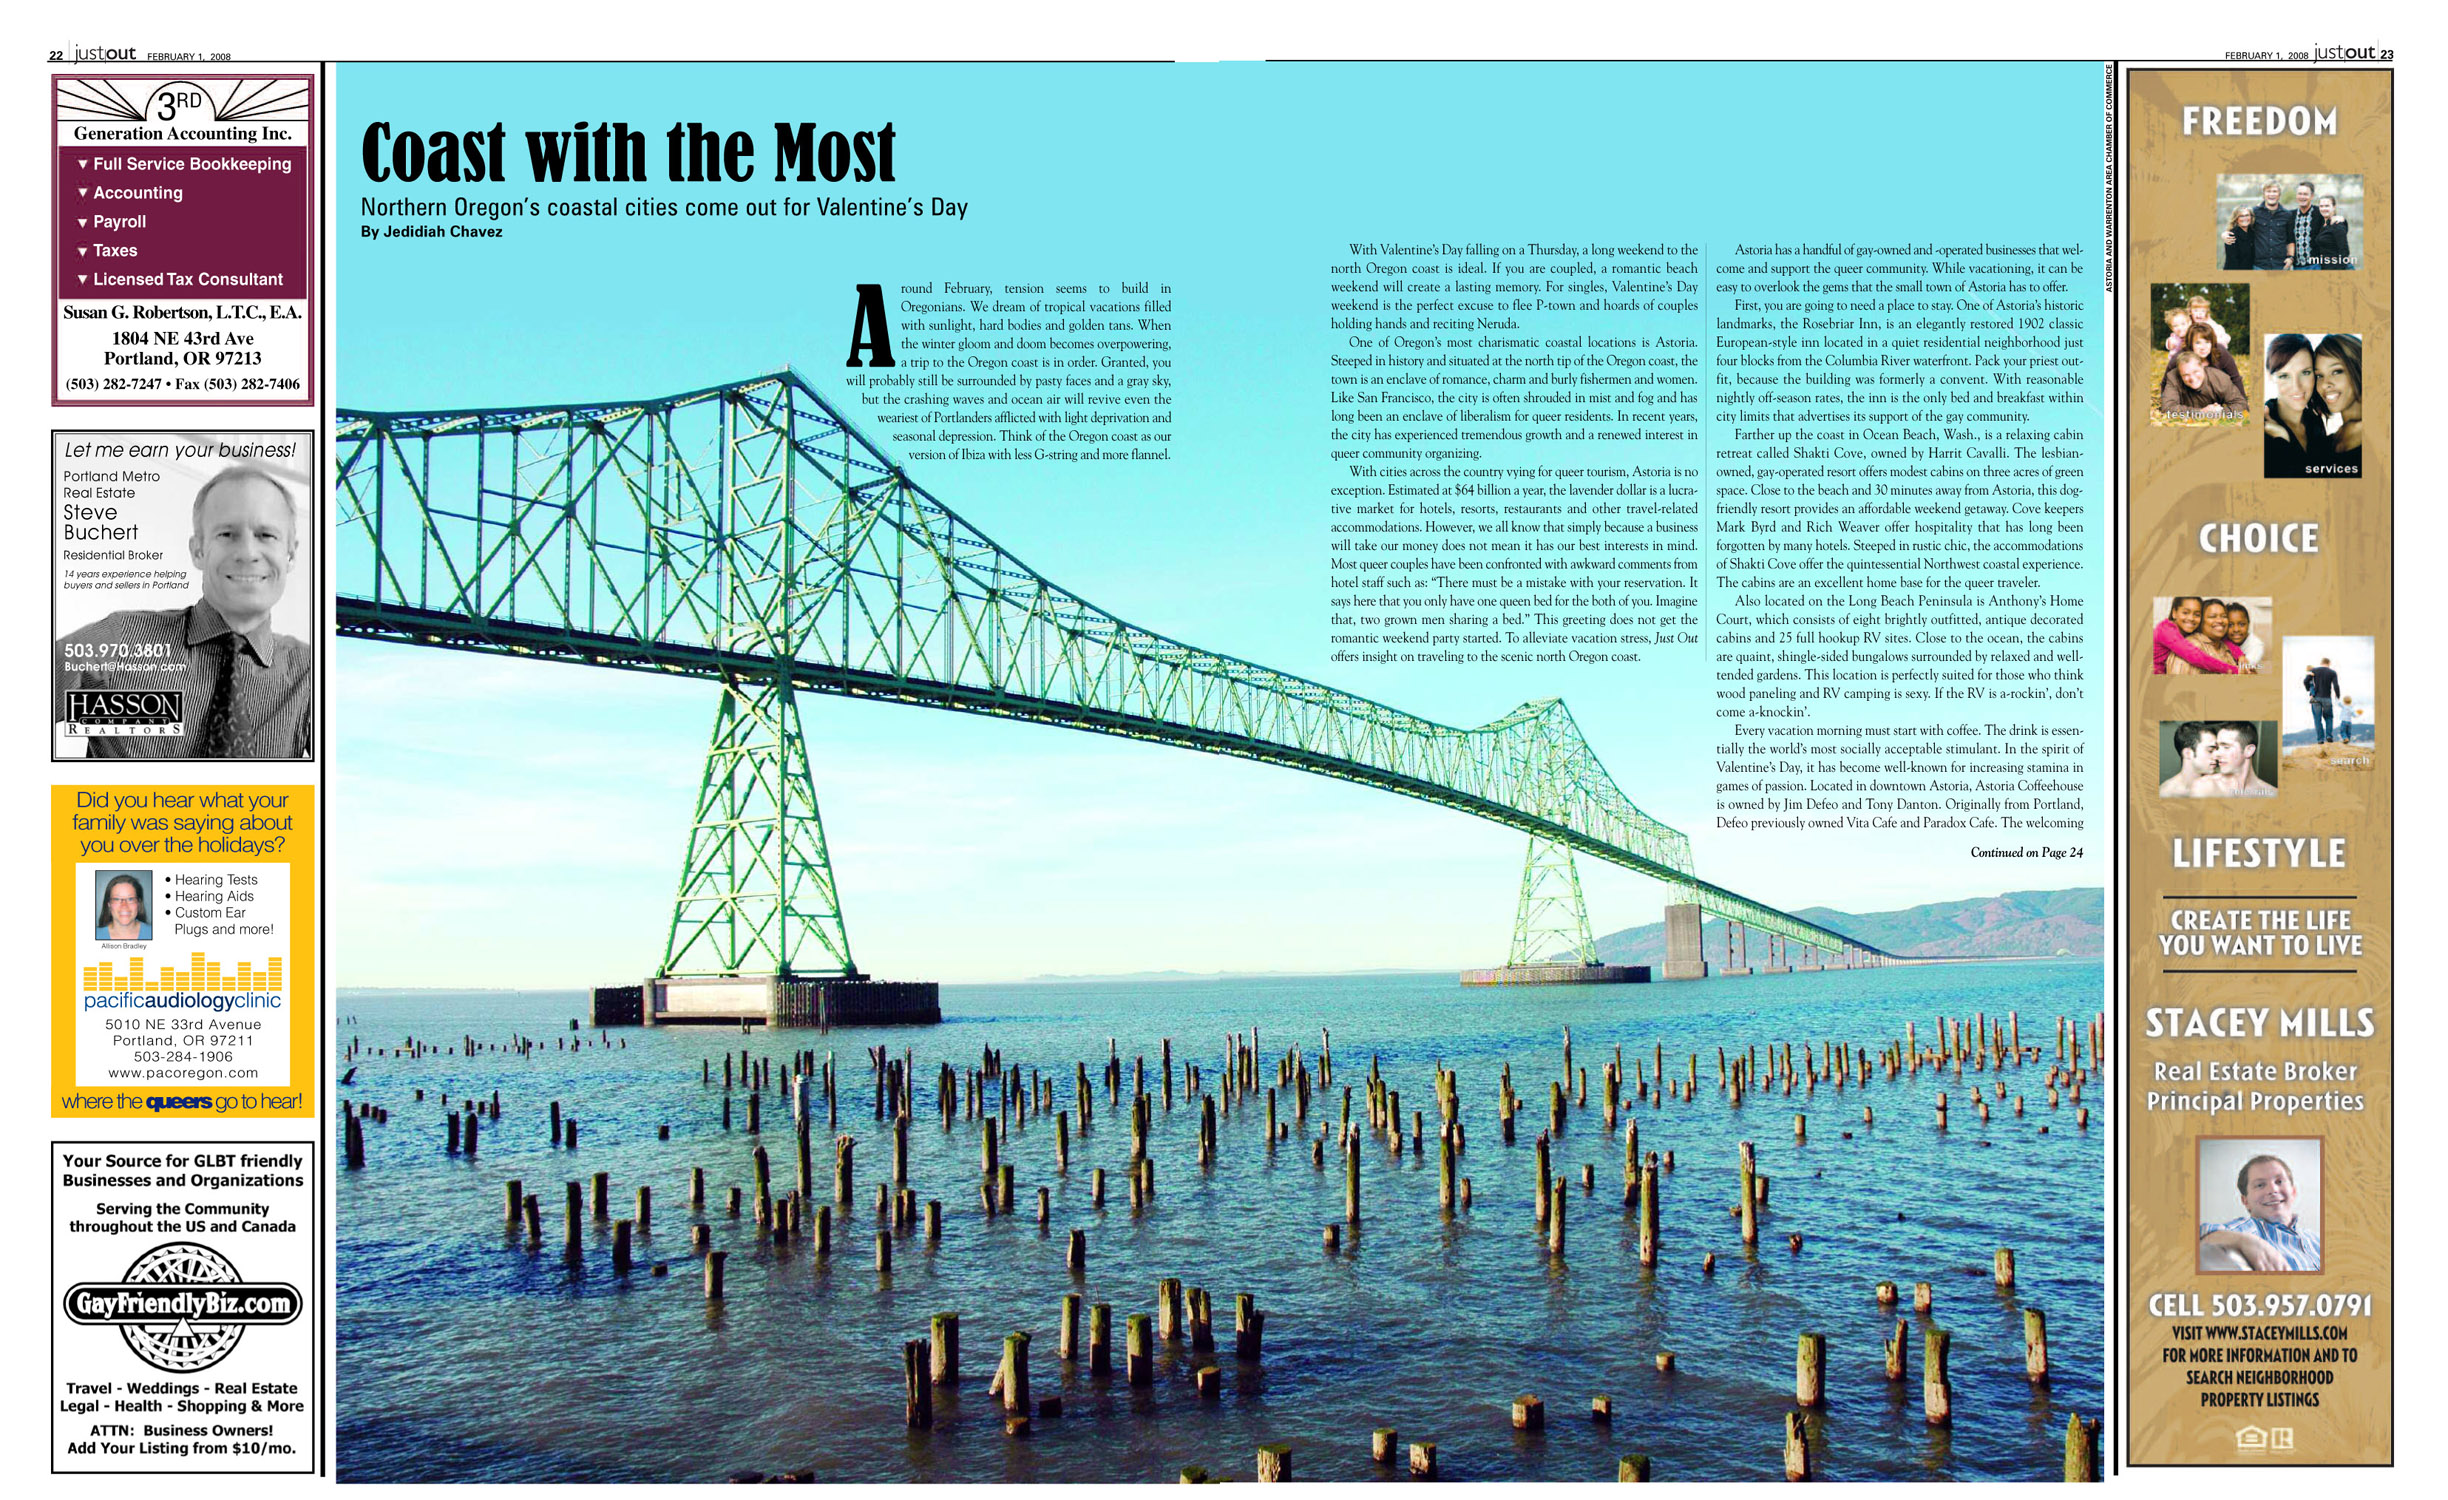 22 just out FEBRUARY 1, 2008
FEBRUARY 1, 2008 just out 23
3RD
Generation Accounting Inc.
Full Service Bookkeeping
Accounting
Payroll
Taxes
Licensed Tax Consultant
Susan G. Robertson, L.T.C., E.A.
1804 NE 43rd Ave
Portland, OR 97213
(503) 282-7247 • Fax (503) 282-7406
Let me earn your business!
Portland Metro
Real Estate
Steve
Buchert
Residential Broker
14 years experience helping
buyers and sellers in Portland
503.970.3801
Buchert@Hasson.com
HASSON
COMPANY
REALTORS
Did you hear what your
family was saying about
you over the holidays?
• Hearing Tests
• Hearing Aids
• Custom Ear
Plugs and more!
Allison Bradley
pacificaudiologyclinic
5010 NE 33rd Avenue
Portland, OR 97211
503-284-1906
www.pacoregon.com
where the queers go to hear!
Your Source for GLBT friendly
Businesses and Organizations
Serving the Community
throughout the US and Canada
GayFriendlyBiz.com
Travel - Weddings - Real Estate
Legal - Health - Shopping & More
ATTN: Business Owners!
Add Your Listing from $10/mo.
Coast with the Most
Northern Oregon's coastal cities come out for Valentine's Day
By Jedidiah Chavez
Around February, tension seems to build in
Oregonians. We dream of tropical vacations filled
with sunlight, hard bodies and golden tans. When
the winter gloom and doom becomes overpowering,
a trip to the Oregon coast is in order. Granted, you
will probably still be surrounded by pasty faces and a gray sky,
but the crashing waves and ocean air will revive even the
weariest of Portlanders afflicted with light deprivation and
seasonal depression. Think of the Oregon coast as our
version of Ibiza with less G-string and more flannel.
With Valentine's Day falling on a Thursday, a long weekend to the
north Oregon coast is ideal. If you are coupled, a romantic beach
weekend will create a lasting memory. For singles, Valentine's Day
weekend is the perfect excuse to flee P-town and hoards of couples
holding hands and reciting Neruda.
One of Oregon's most charismatic coastal locations is Astoria.
Steeped in history and situated at the north tip of the Oregon coast, the
town is an enclave of romance, charm and burly fishermen and women.
Like San Francisco, the city is often shrouded in mist and fog and has
long been an enclave of liberalism for queer residents. In recent years,
the city has experienced tremendous growth and a renewed interest in
queer community organizing.
With cities across the country vying for queer tourism, Astoria is no
exception. Estimated at $64 billion a year, the lavender dollar is a lucra-
tive market for hotels, resorts, restaurants and other travel-related
accommodations. However, we all know that simply because a business
will take our money does not mean it has our best interests in mind.
Most queer couples have been confronted with awkward comments from
hotel staff such as: “There must be a mistake with your reservation. It
says here that you only have one queen bed for the both of you. Imagine
that, two grown men sharing a bed.” This greeting does not get the
romantic weekend party started. To alleviate vacation stress, Just Out
offers insight on traveling to the scenic north Oregon coast.
Astoria has a handful of gay-owned and -operated businesses that wel-
come and support the queer community. While vacationing, it can be
easy to overlook the gems that the small town of Astoria has to offer.
First, you are going to need a place to stay. One of Astoria's historic
landmarks, the Rosebriar Inn, is an elegantly restored 1902 classic
European-style inn located in a quiet residential neighborhood just
four blocks from the Columbia River waterfront. Pack your priest out-
fit, because the building was formerly a convent. With reasonable
nightly off-season rates, the inn is the only bed and breakfast within
city limits that advertises its support of the gay community.
Farther up the coast in Ocean Beach, Wash., is a relaxing cabin
retreat called Shakti Cove, owned by Harrit Cavalli. The lesbian-
owned, gay-operated resort offers modest cabins on three acres of green
space. Close to the beach and 30 minutes away from Astoria, this dog-
friendly resort provides an affordable weekend getaway. Cove keepers
Mark Byrd and Rich Weaver offer hospitality that has long been
forgotten by many hotels. Steeped in rustic chic, the accommodations
of Shakti Cove offer the quintessential Northwest coastal experience.
The cabins are an excellent home base for the queer traveler.
Also located on the Long Beach Peninsula is Anthony's Home
Court, which consists of eight brightly outfitted, antique decorated
cabins and 25 full hookup RV sites. Close to the ocean, the cabins
are quaint, shingle-sided bungalows surrounded by relaxed and well-
tended gardens. This location is perfectly suited for those who think
wood paneling and RV camping is sexy. If the RV is a-rockin', don't
come a-knockin'.
Every vacation morning must start with coffee. The drink is essen-
tially the world's most socially acceptable stimulant. In the spirit of
Valentine's Day, it has become well-known for increasing stamina in
games of passion. Located in downtown Astoria, Astoria Coffeehouse
is owned by Jim Defeo and Tony Danton. Originally from Portland,
Defeo previously owned Vita Cafe and Paradox Cafe. The welcoming
Continued on Page 24
ASTORIA AND WARRENTON AREA CHAMBER OF COMMERCE
FREEDOM
mission
testimonials
services
CHOICE
links
search
LIFESTYLE
CREATE THE LIFE
YOU WANT TO LIVE
STACEY MILLS
Real Estate Broker
Principal Properties
CELL 503.957.0791
VISIT WWW.STACEYMILLS.COM
FOR MORE INFORMATION AND TO
SEARCH NEIGHBORHOOD
PROPERTY LISTINGS